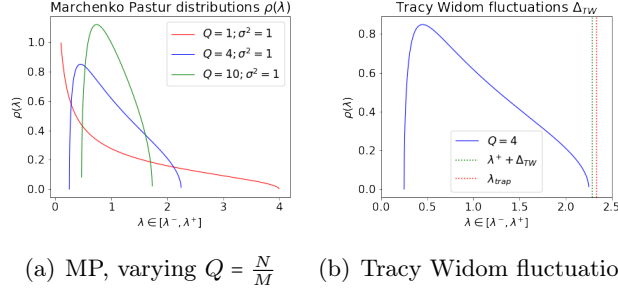 Marchenko Pastur distributions ρ(λ)
ρ(λ)
1.0
0.8
0.6
0.4
0.2
0.0
Q = 1; σ² = 1
Q = 4; σ² = 1
Q = 10; σ² = 1
0 1 2 3 4
λ ∈ [λ⁻, λ⁺]
Tracy Widom fluctuations Δ_TW
ρ(λ)
0.8
0.6
0.4
0.2
0.0
Q = 4
λ⁺ + Δ_TW
λ_trap
0.0 0.5 1.0 1.5 2.0 2.5
λ ∈ [λ⁻, λ⁺]
(a) MP, varying Q = N/M
(b) Tracy Widom fluctuatio